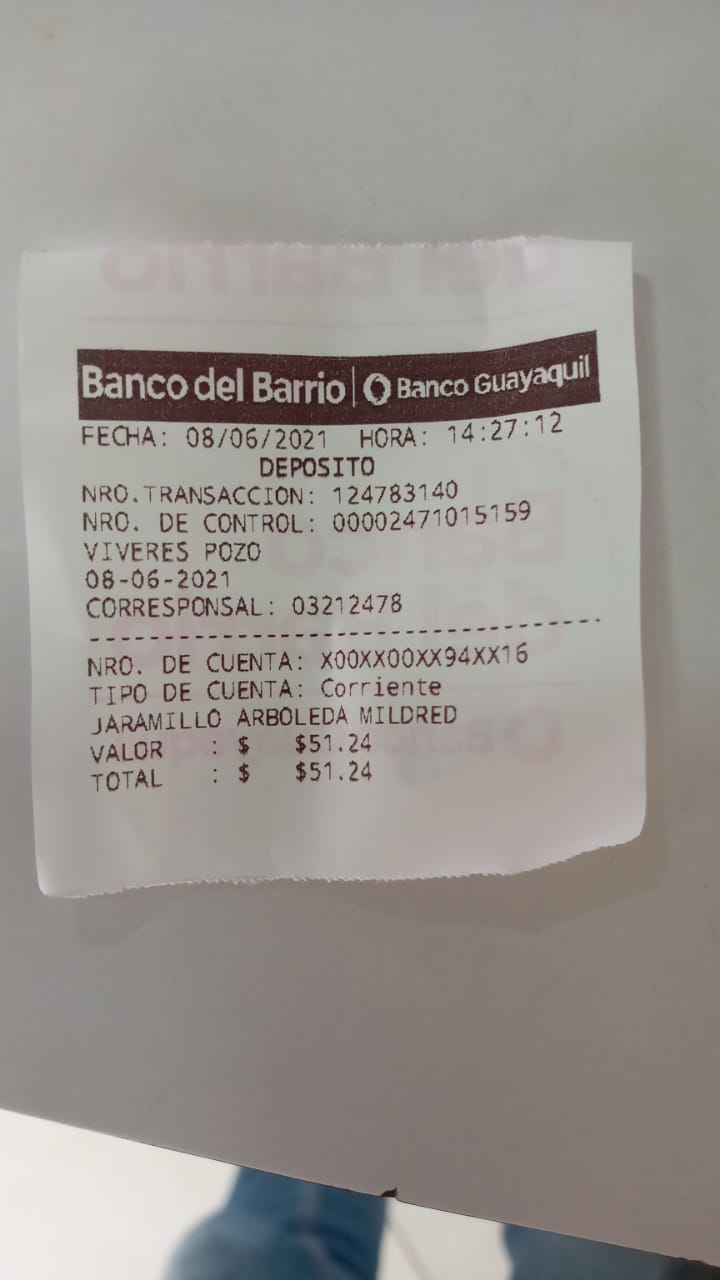 Banco del Barrio | Banco Guayaquil
FECHA: 08/06/2021 HORA: 14:27:12
DEPOSITO
NRO.TRANSACCION: 124783140
NRO. DE CONTROL: 00002471015159
VIVERES POZO
08-06-2021
CORRESPONSAL: 03212478
NRO. DE CUENTA: X00XX00XX94XX16
TIPO DE CUENTA: Corriente
JARAMILLO ARBOLEDA MILDRED
VALOR : $ $51.24
TOTAL : $ $51.24